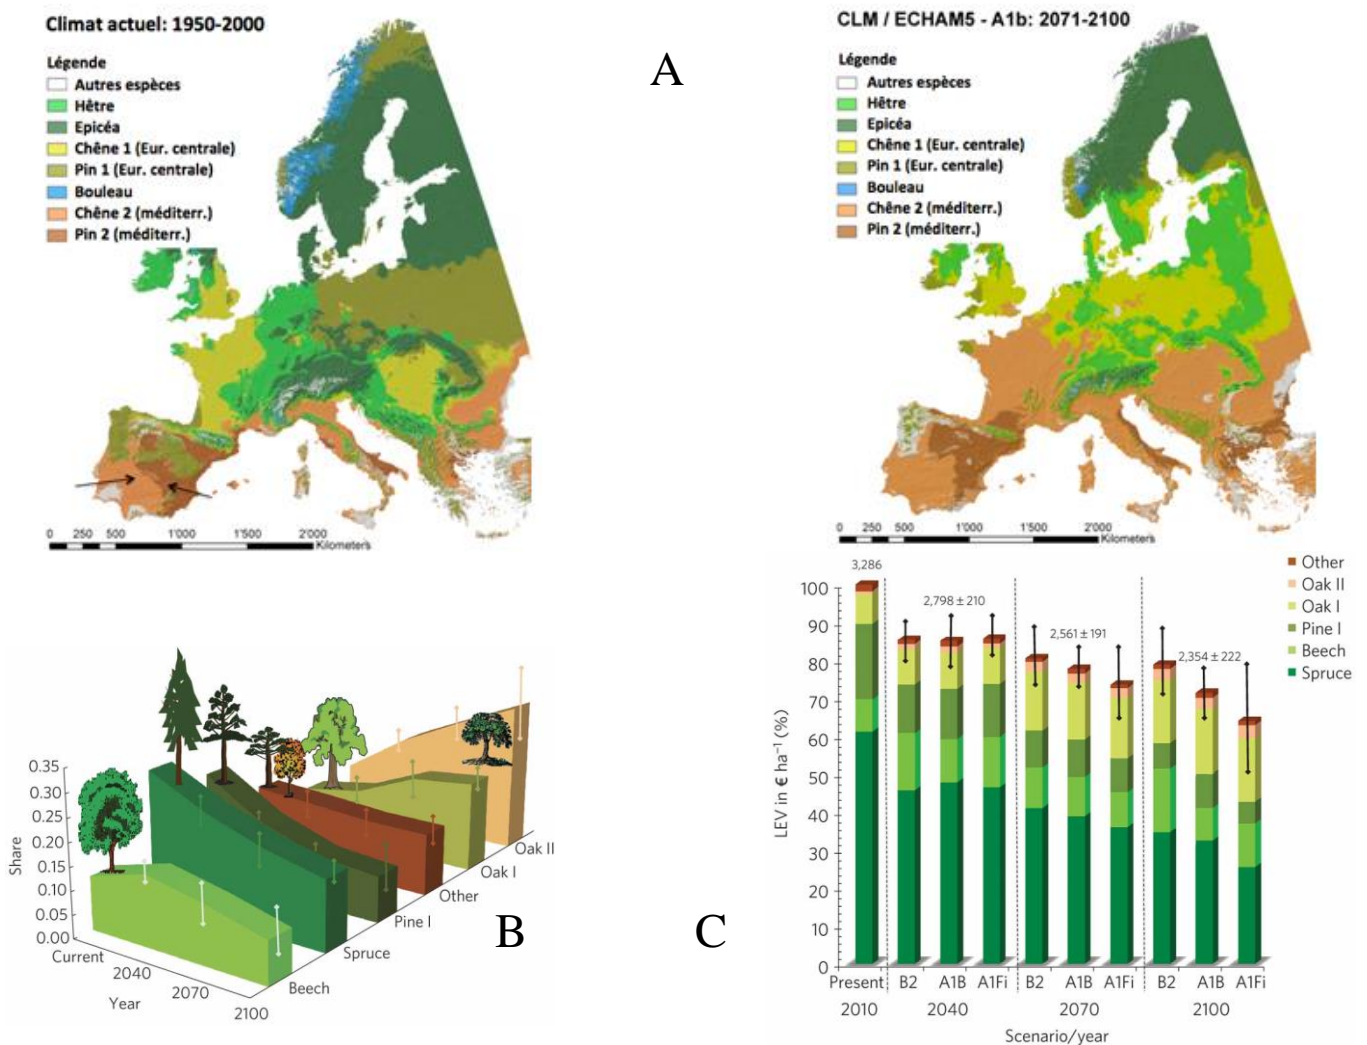 Climat actuel: 1950-2000
Légende
Autres espèces
Hêtre
Epicéa
Chêne 1 (Eur. centrale)
Pin 1 (Eur. centrale)
Bouleau
Chêne 2 (méditerr.)
Pin 2 (méditerr.)
0 250 500 1'000 1'500 2'000
Kilometers
A
CLM / ECHAM5 - A1b: 2071-2100
Légende
Autres espèces
Hêtre
Epicéa
Chêne 1 (Eur. centrale)
Pin 1 (Eur. centrale)
Bouleau
Chêne 2 (méditerr.)
Pin 2 (méditerr.)
0 250 500 1'000 1'500 2'000
Kilometers
0.35
0.30
0.25
0.20
0.15
0.10
0.05
0.00
Share
Current
2040
2070
2100
Year
Beech
Spruce
Pine I
Other
Oak I
Oak II
B
C
100
90
80
70
60
50
40
30
20
10
0
LEV in € ha⁻¹ (%)
3,286
2,798 ± 210
2,561 ± 191
2,354 ± 222
Other
Oak II
Oak I
Pine I
Beech
Spruce
Present B2 A1B A1Fi B2 A1B A1Fi B2 A1B A1Fi
2010 2040 2070 2100
Scenario/year